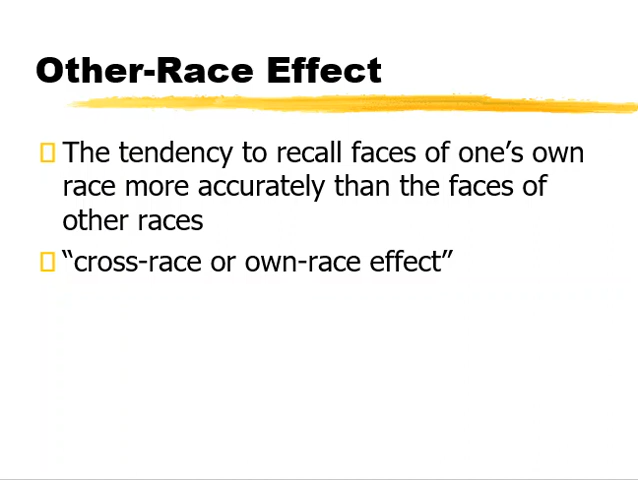 Other-Race Effect
The tendency to recall faces of one’s own
race more accurately than the faces of
other races
“cross-race or own-race effect”